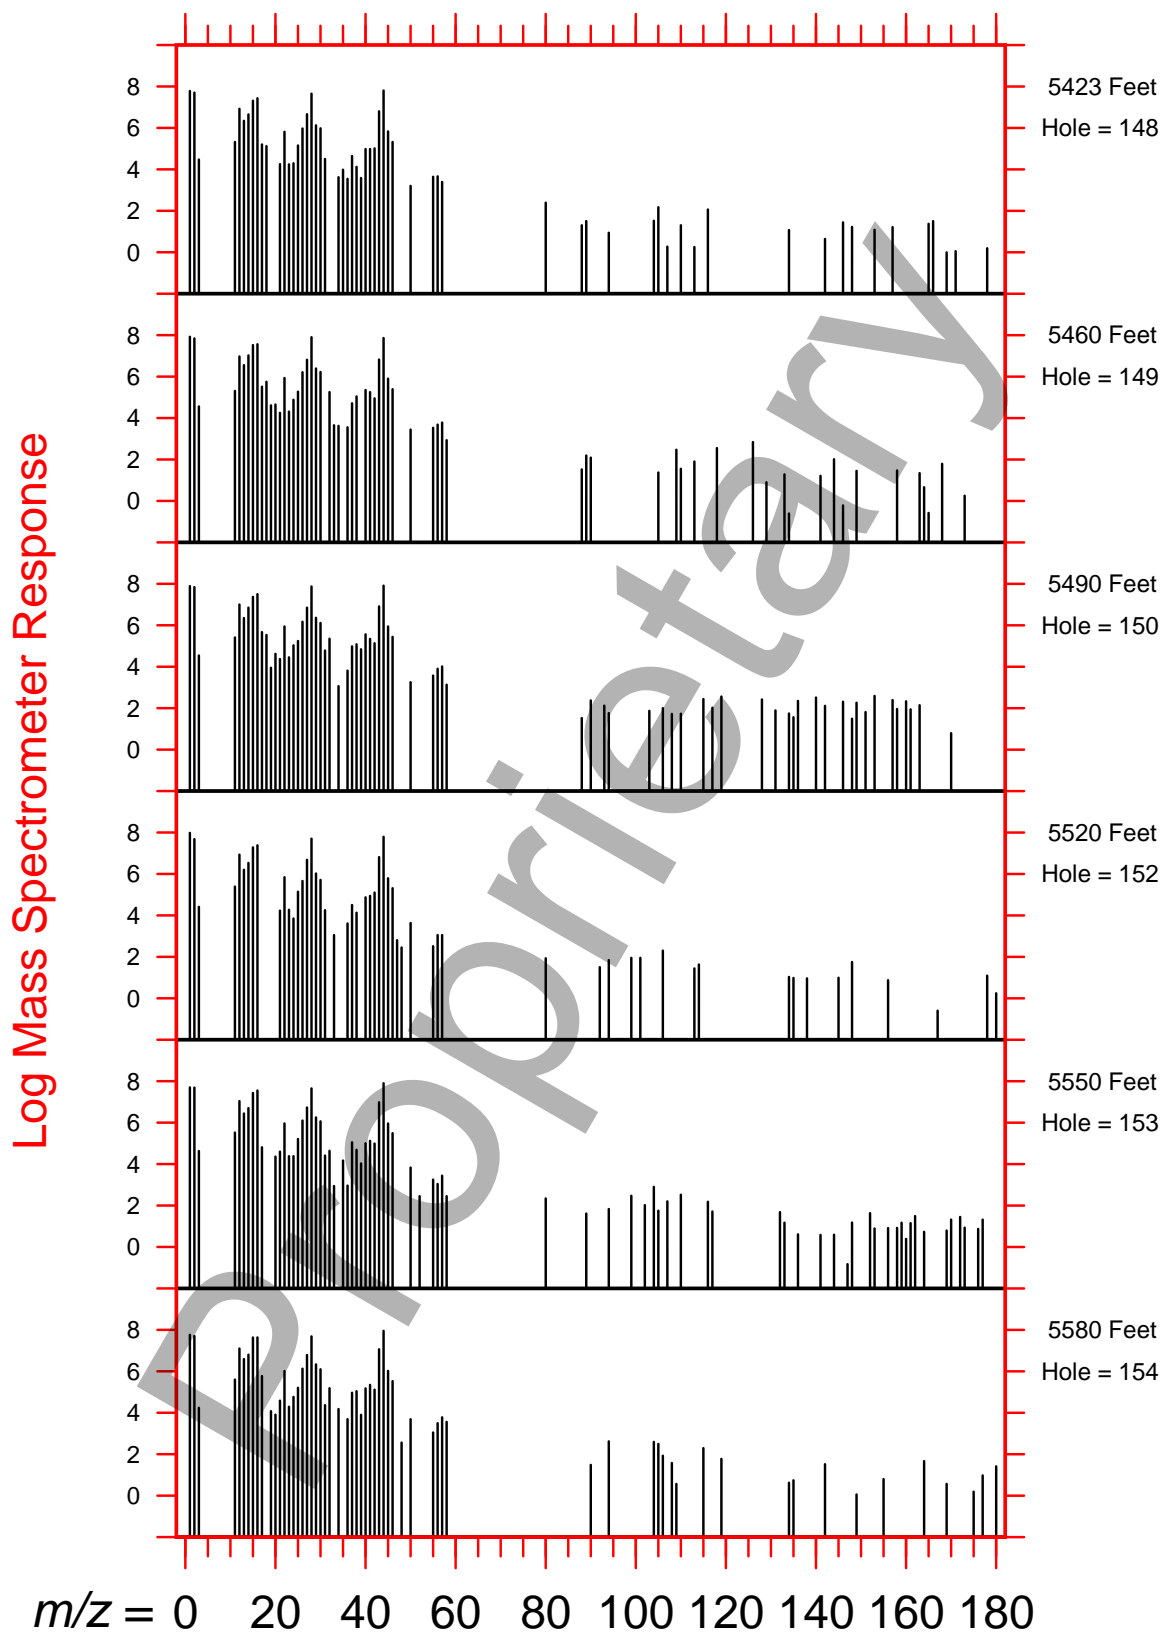 8
6
4
2
0
5423 Feet
Hole = 148
8
6
4
2
0
5460 Feet
Hole = 149
8
6
4
2
0
5490 Feet
Hole = 150
8
6
4
2
0
5520 Feet
Hole = 152
8
6
4
2
0
5550 Feet
Hole = 153
8
6
4
2
0
5580 Feet
Hole = 154
Log Mass Spectrometer Response
Proprietary
m/z = 0 20 40 60 80 100 120 140 160 180